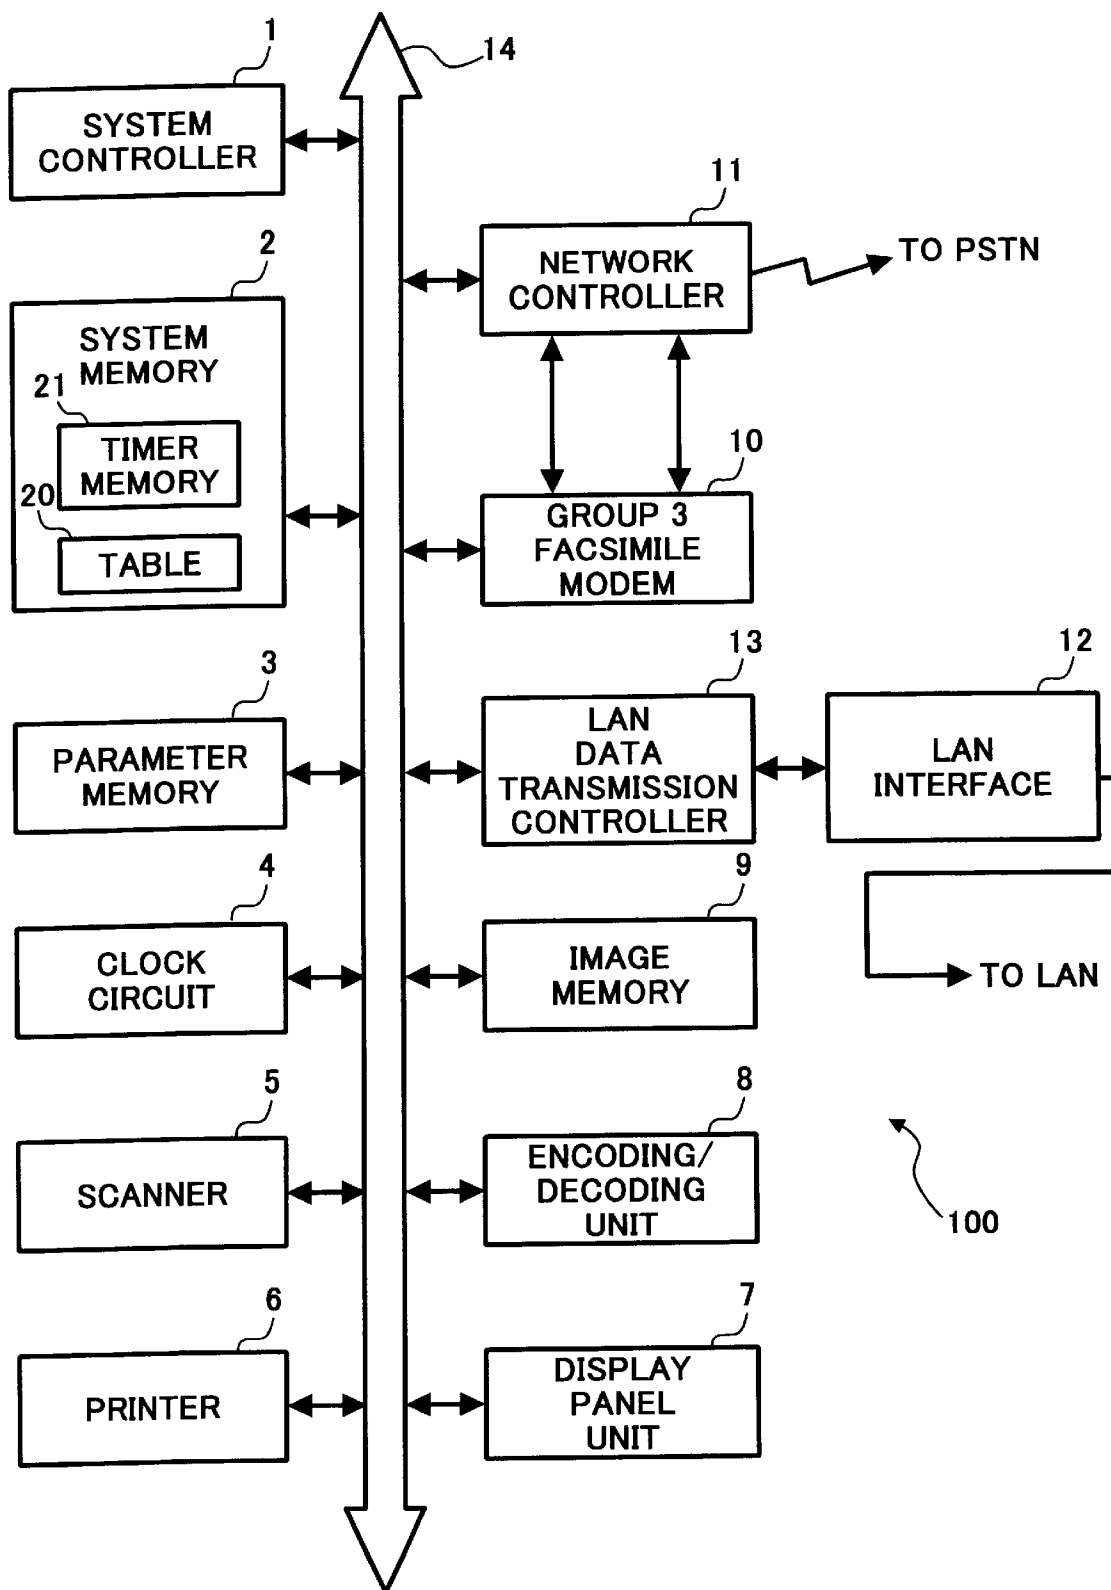 1
14
SYSTEM
CONTROLLER
11
NETWORK
CONTROLLER
TO PSTN
2
SYSTEM
MEMORY
21
TIMER
MEMORY
20
TABLE
10
GROUP 3
FACSIMILE
MODEM
3
PARAMETER
MEMORY
13
LAN
DATA
TRANSMISSION
CONTROLLER
12
LAN
INTERFACE
4
CLOCK
CIRCUIT
9
IMAGE
MEMORY
TO LAN
5
SCANNER
8
ENCODING/
DECODING
UNIT
100
6
PRINTER
7
DISPLAY
PANEL
UNIT